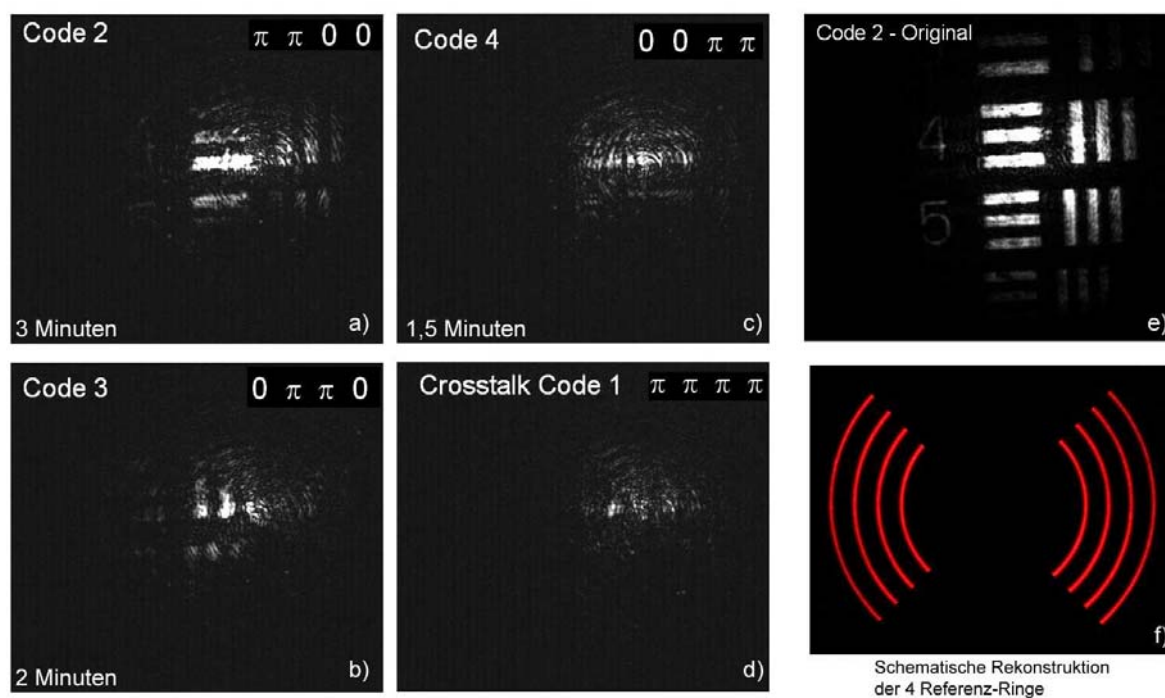 Code 2
π π 0 0
3 Minuten
a)
Code 4
0 0 π π
1,5 Minuten
c)
Code 2 - Original
4
5
e)
Code 3
0 π π 0
2 Minuten
b)
Crosstalk Code 1
π π π π
d)
f)
Schematische Rekonstruktion
der 4 Referenz-Ringe